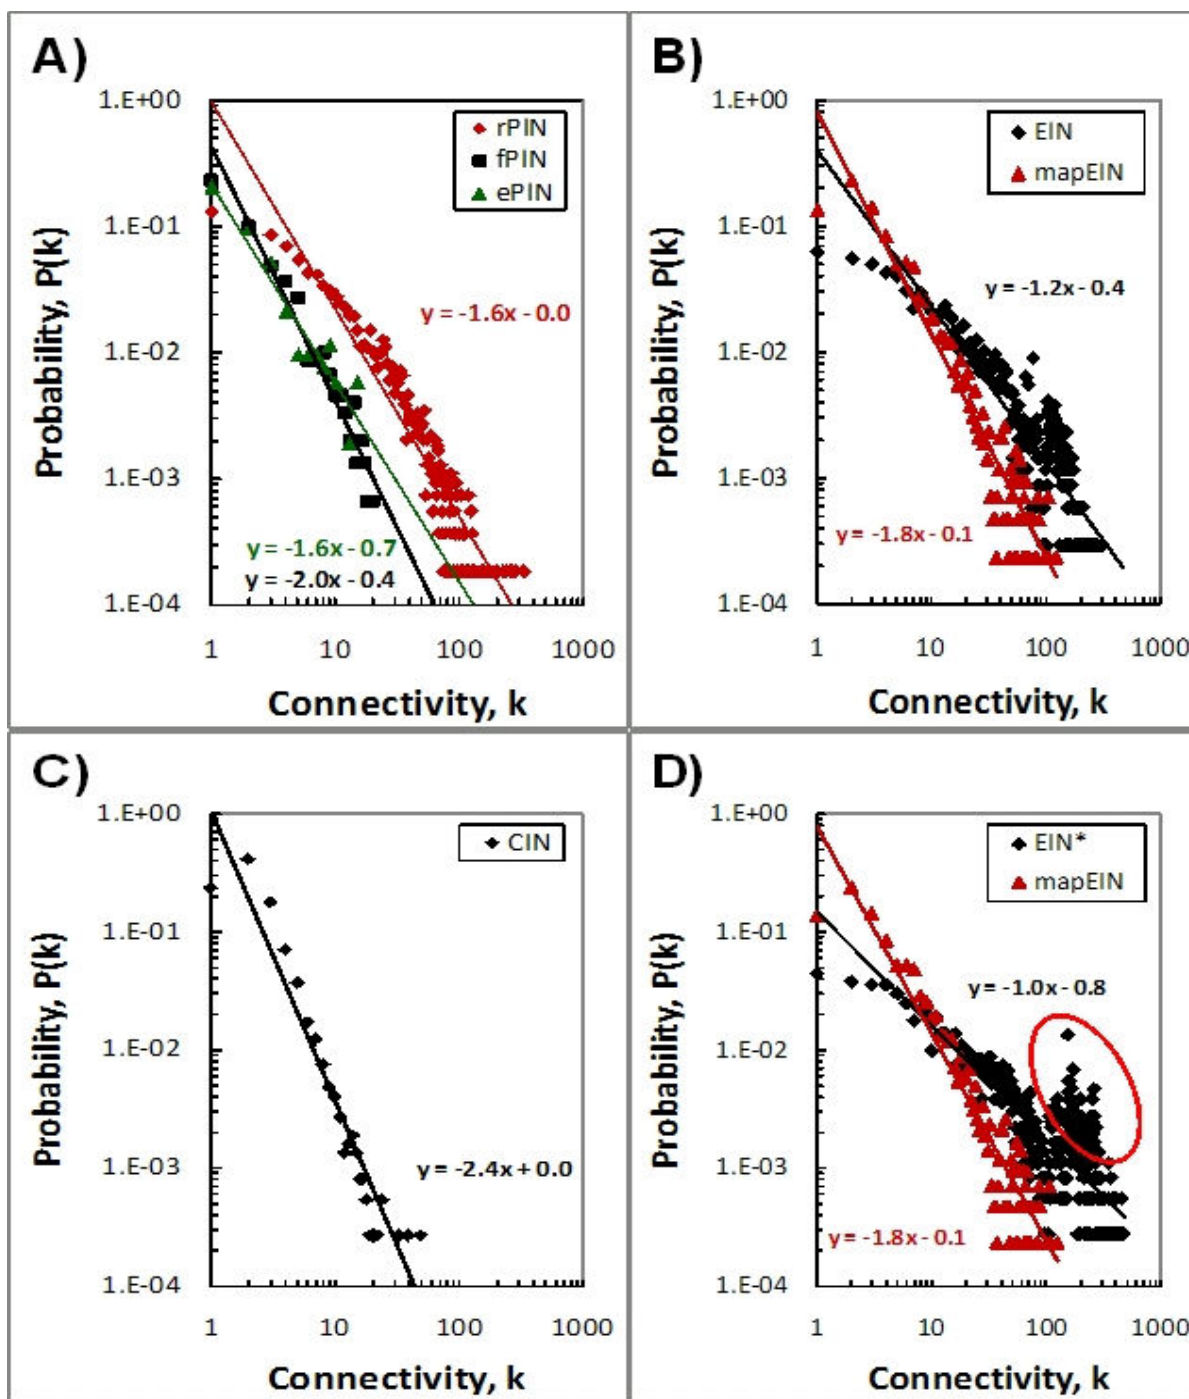 A)
1.E+00
1.E-01
1.E-02
1.E-03
1.E-04
Probability, P(k)
rPIN
fPIN
ePIN
y = -1.6x - 0.0
y = -1.6x - 0.7
y = -2.0x - 0.4
1 10 100 1000
Connectivity, k
B)
1.E+00
1.E-01
1.E-02
1.E-03
1.E-04
Probability, P(k)
EIN
mapEIN
y = -1.2x - 0.4
y = -1.8x - 0.1
1 10 100 1000
Connectivity, k
C)
1.E+00
1.E-01
1.E-02
1.E-03
1.E-04
Probability, P(k)
CIN
y = -2.4x + 0.0
1 10 100 1000
Connectivity, k
D)
1.E+00
1.E-01
1.E-02
1.E-03
1.E-04
Probability, P(k)
EIN*
mapEIN
y = -1.0x - 0.8
y = -1.8x - 0.1
1 10 100 1000
Connectivity, k